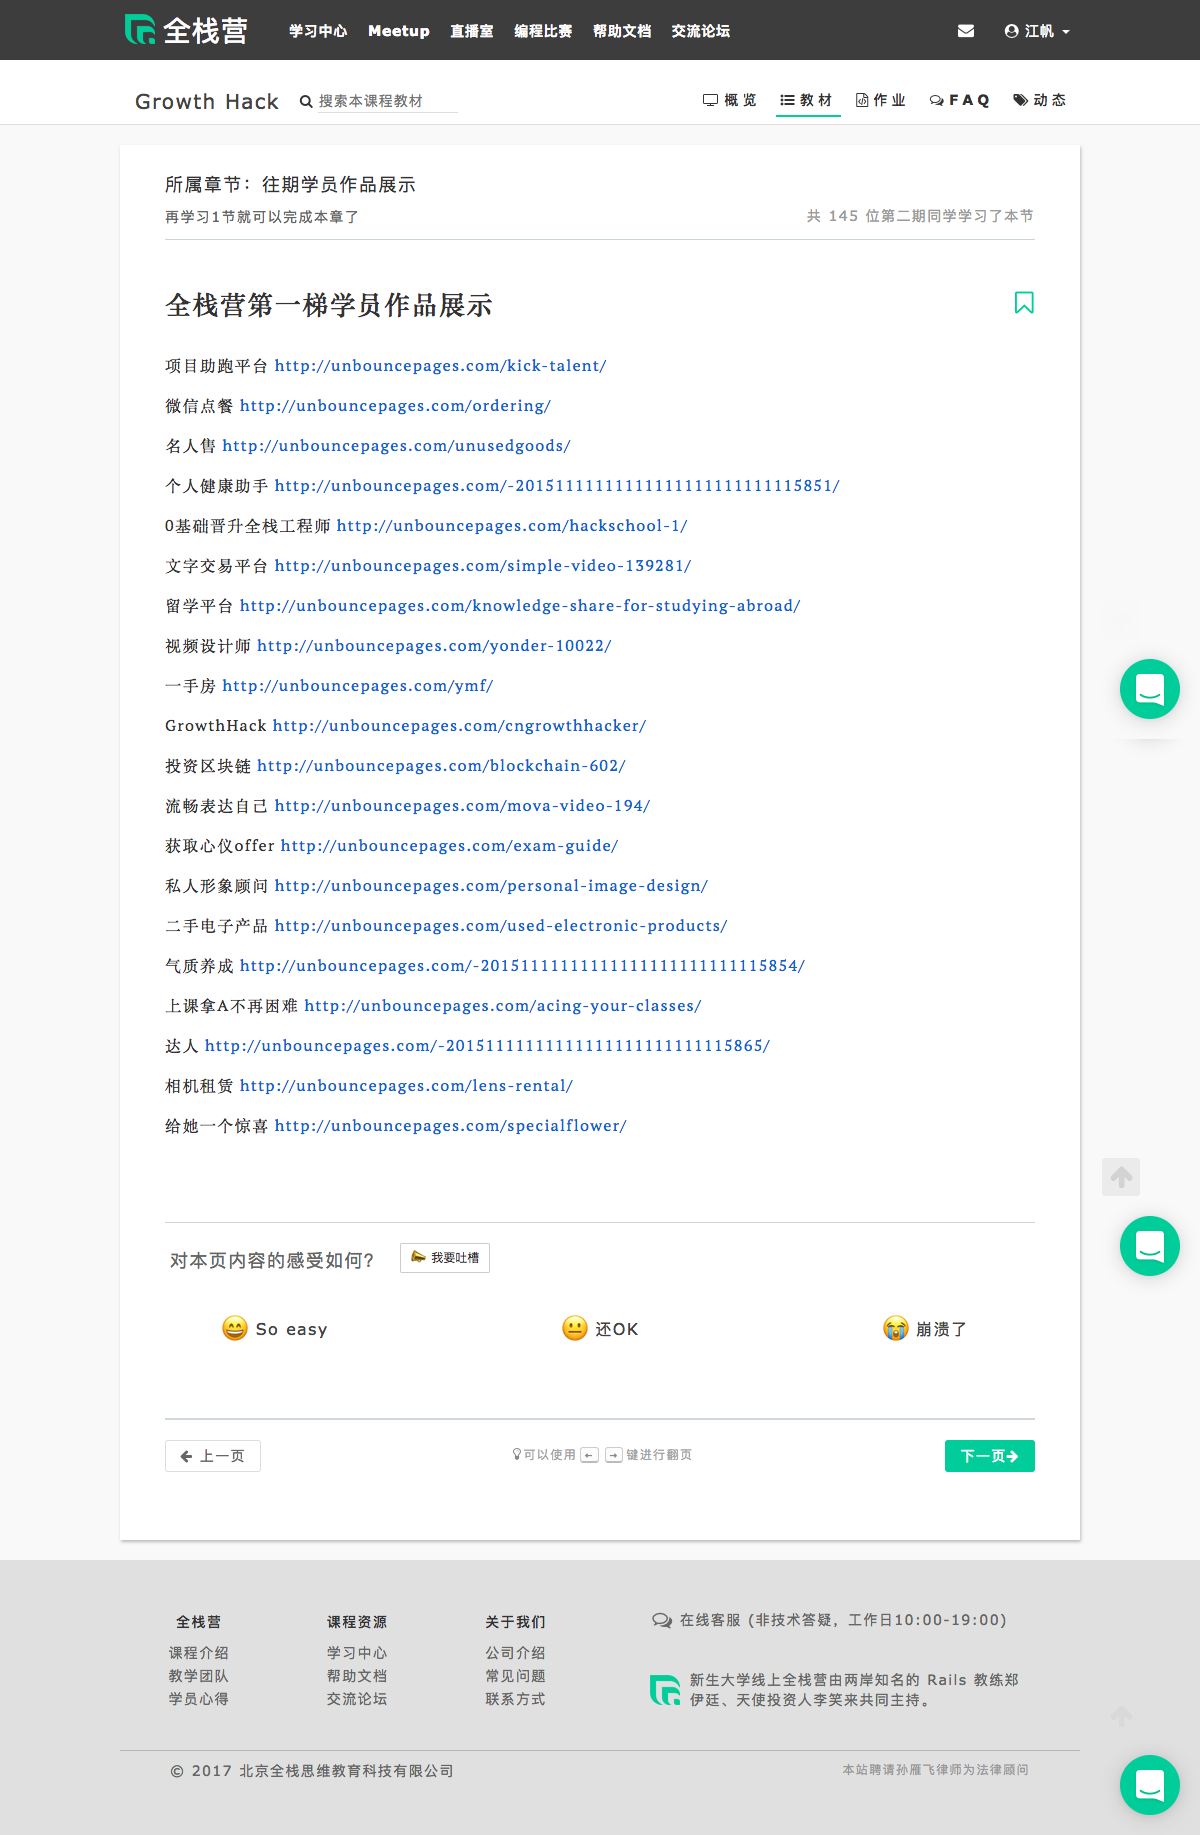 全栈营 学习中心 Meetup 直播室 编程比赛 帮助文档 交流论坛 江帆
Growth Hack 搜索本课程教材 概览 教材 作业 FAQ 动态
所属章节：往期学员作品展示
再学习1节就可以完成本章了 共 145 位第二期同学学习了本节
全栈营第一梯学员作品展示
项目助跑平台 http://unbouncepages.com/kick-talent/
微信点餐 http://unbouncepages.com/ordering/
名人售 http://unbouncepages.com/unusedgoods/
个人健康助手
0基础晋升全栈工程师 http://unbouncepages.com/hackschool-1/
文字交易平台 http://unbouncepages.com/simple-video-139281/
留学平台 http://unbouncepages.com/knowledge-share-for-studying-abroad/
视频设计师 http://unbouncepages.com/yonder-10022/
一手房 http://unbouncepages.com/ymf/
GrowthHack http://unbouncepages.com/cngrowthhacker/
投资区块链 http://unbouncepages.com/blockchain-602/
流畅表达自己 http://unbouncepages.com/mova-video-194/
获取心仪offer http://unbouncepages.com/exam-guide/
私人形象顾问 http://unbouncepages.com/personal-image-design/
二手电子产品 http://unbouncepages.com/used-electronic-products/
气质养成
上课拿A不再困难 http://unbouncepages.com/acing-your-classes/
达人
相机租赁 http://unbouncepages.com/lens-rental/
给她一个惊喜 http://unbouncepages.com/specialflower/
对本页内容的感受如何？ 我要吐槽
So easy 还OK 崩溃了
← 上一页 可以使用 ← → 键进行翻页 下一页→
全栈营 课程资源 关于我们 在线客服 (非技术答疑，工作日10:00-19:00)
课程介绍 学习中心 公司介绍
教学团队 帮助文档 常见问题
学员心得 交流论坛 联系方式
新生大学线上全栈营由两岸知名的 Rails 教练郑
伊廷、天使投资人李笑来共同主持。
© 2017 北京全栈思维教育科技有限公司 本站聘请孙雁飞律师为法律顾问